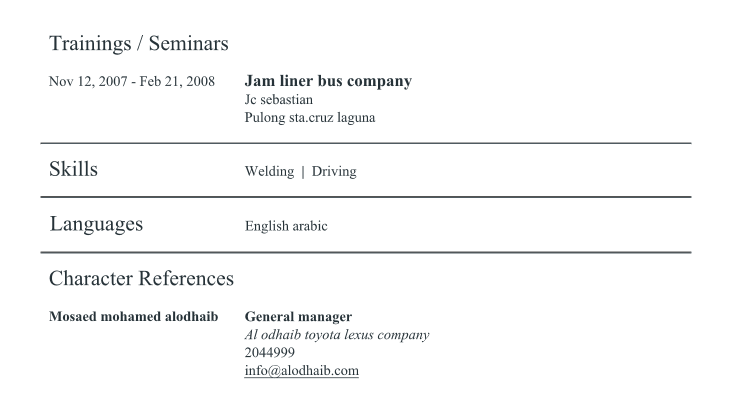 Trainings / Seminars
Nov 12, 2007 - Feb 21, 2008
Jam liner bus company
Jc sebastian
Pulong sta.cruz laguna
Skills
Welding | Driving
Languages
English arabic
Character References
Mosaed mohamed alodhaib
General manager
Al odhaib toyota lexus company
2044999
info@alodhaib.com